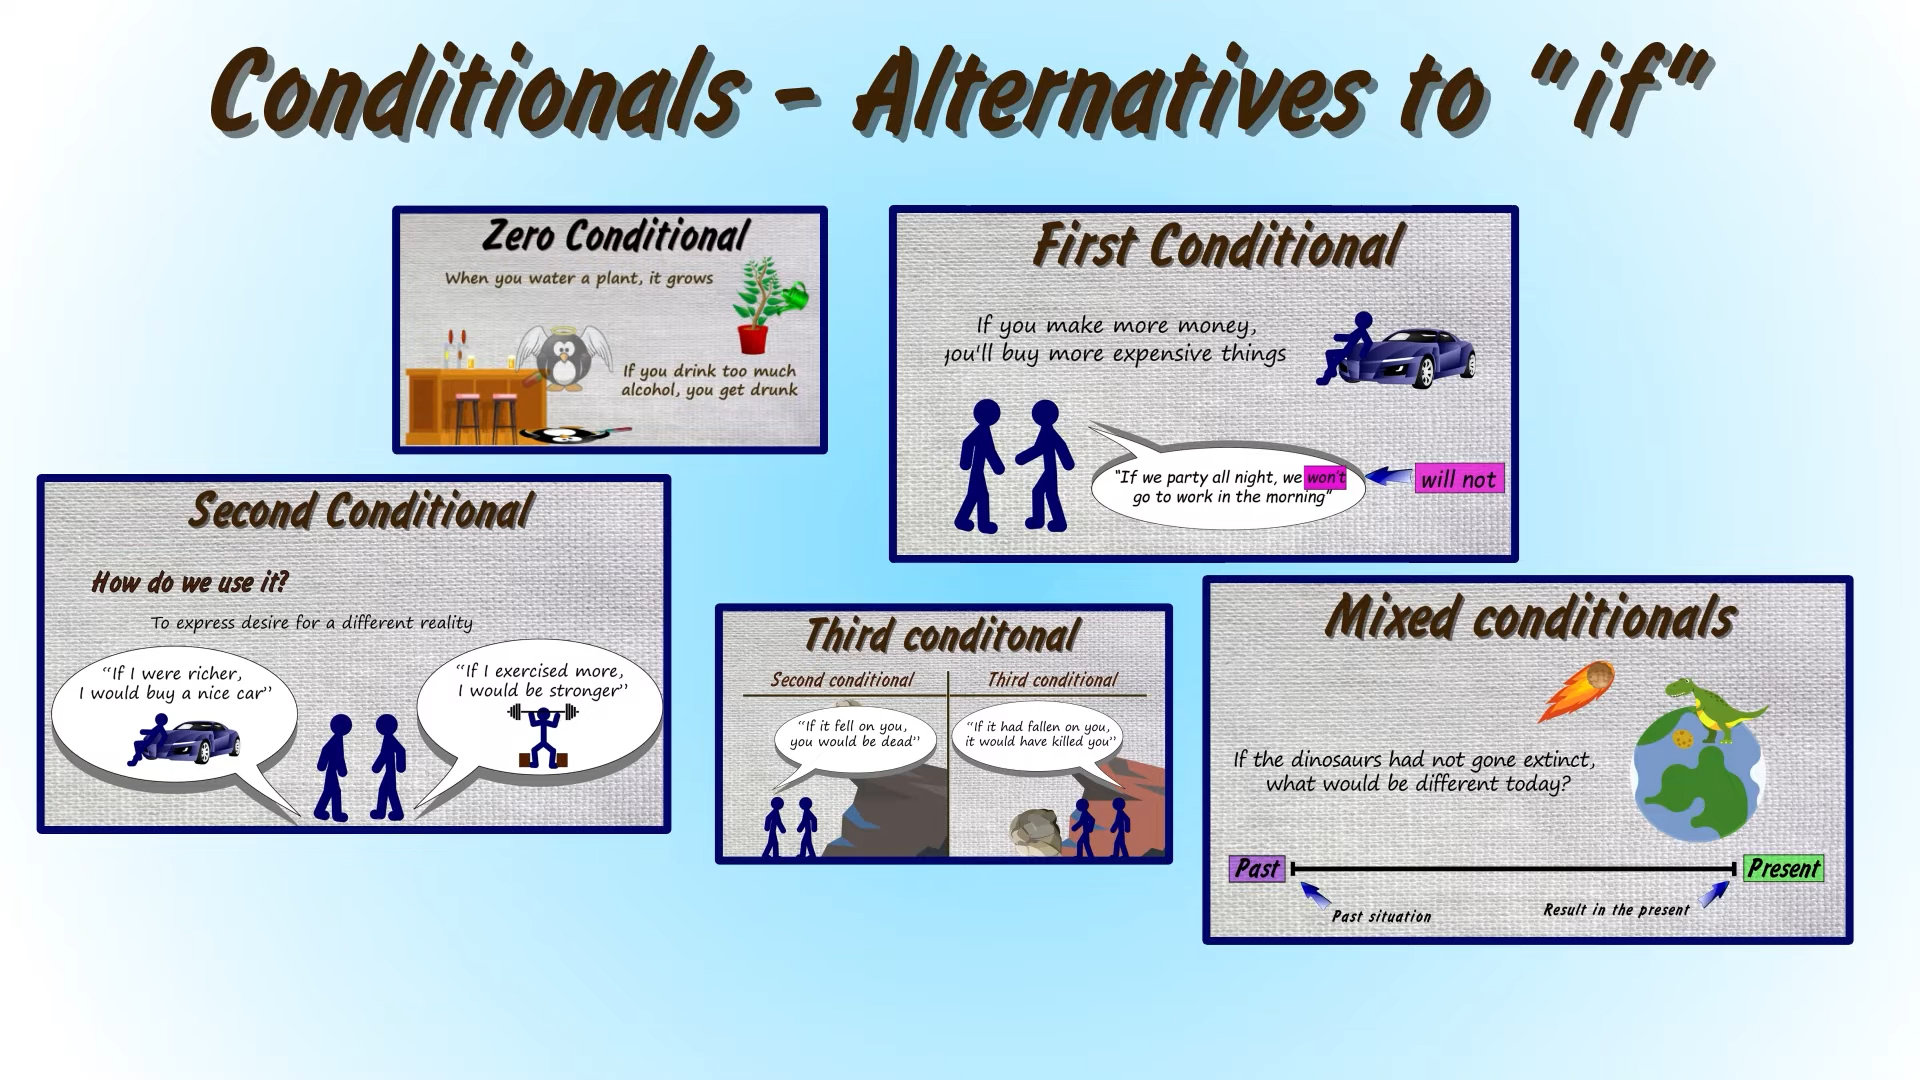 Conditionals - Alternatives to "if"
Zero Conditional
When you water a plant, it grows
If you drink too much
alcohol, you get drunk
First Conditional
If you make more money,
you'll buy more expensive things
"If we party all night, we won't
go to work in the morning"
will not
Second Conditional
How do we use it?
To express desire for a different reality
“If I were richer,
I would buy a nice car”
“If I exercised more,
I would be stronger”
Third conditonal
Second conditional
Third conditional
“If it fell on you,
you would be dead”
“If it had fallen on you,
it would have killed you”
Mixed conditionals
If the dinosaurs had not gone extinct,
what would be different today?
Past
Present
Past situation
Result in the present